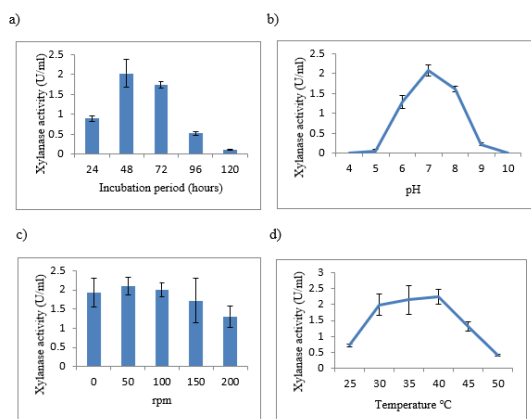 a)
Xylanase activity (U/ml)
2.5
2
1.5
1
0.5
0
24 48 72 96 120
Incubation period (hours)
b)
Xylanase activity (U/ml)
2.5
2
1.5
1
0.5
0
4 5 6 7 8 9 10
pH
c)
Xylanase activity (U/ml)
2.5
2
1.5
1
0.5
0
0 50 100 150 200
rpm
d)
Xylanase activity (U/ml)
3
2.5
2
1.5
1
0.5
0
25 30 35 40 45 50
Temperature °C